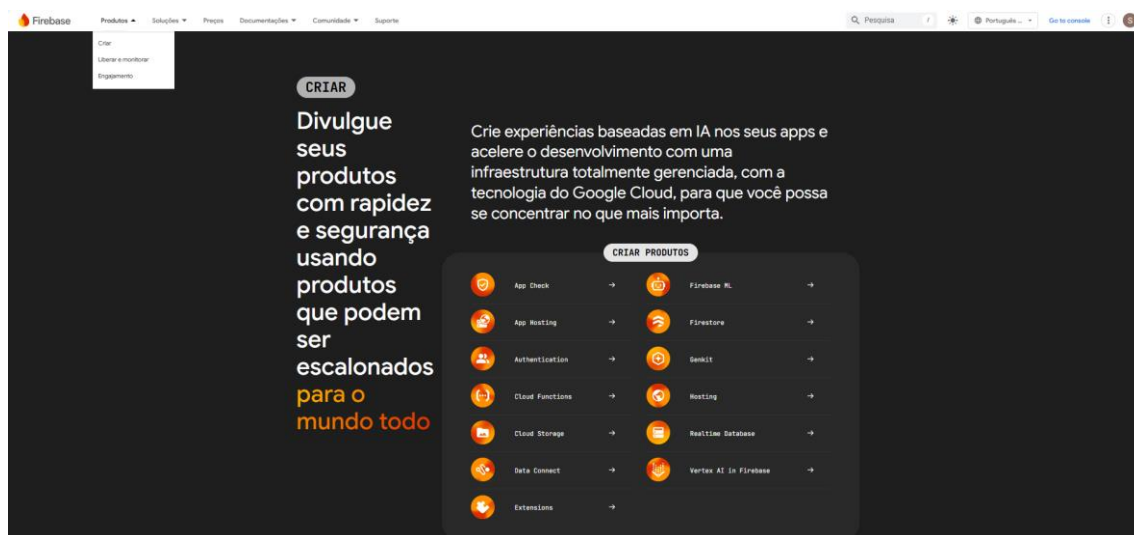 Firebase
Produtos
Soluções
Preços
Documentações
Comunidade
Suporte
Pesquisa
/
Português ...
Go to console
S
Criar
Liberar e monitorar
Engajamento
CRIAR
Divulgue
seus
produtos
com rapidez
e segurança
usando
produtos
que podem
ser
escalonados
para o
mundo todo
Crie experiências baseadas em IA nos seus apps e
acelere o desenvolvimento com uma
infraestrutura totalmente gerenciada, com a
tecnologia do Google Cloud, para que você possa
se concentrar no que mais importa.
CRIAR PRODUTOS
App Check
Firebase ML
App Hosting
Firestore
Authentication
Genkit
Cloud Functions
Hosting
Cloud Storage
Realtime Database
Data Connect
Vertex AI in Firebase
Extensions